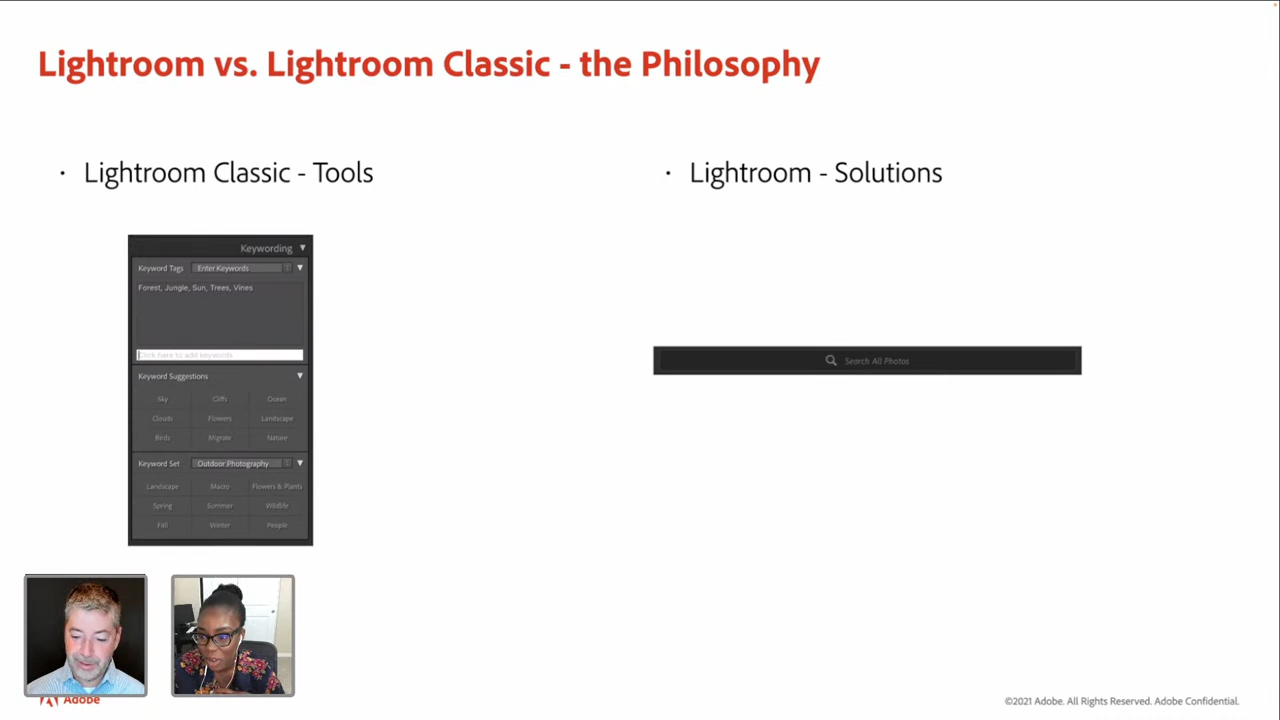 Lightroom vs. Lightroom Classic - the Philosophy
• Lightroom Classic - Tools
• Lightroom - Solutions
Keywording
Keyword Tags Enter Keywords
Forest, Jungle, Sun, Trees, Vines
Click here to add keywords
Keyword Suggestions
Sky Cliffs Ocean
Clouds Flowers Landscape
Birds Migrate Nature
Keyword Set Outdoor Photography
Landscape Macro Flowers & Plants
Spring Summer Wildlife
Fall Winter People
Search All Photos
Adobe
©2021 Adobe. All Rights Reserved. Adobe Confidential.